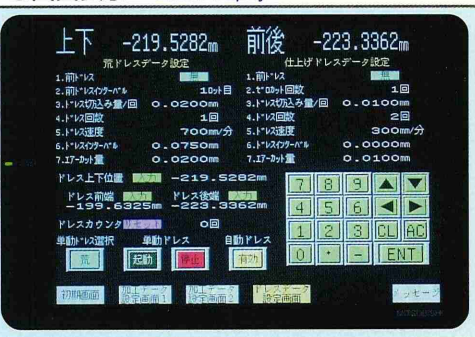 上下 -219.5282mm 前後 -223.3362mm
荒ドレスデータ設定 仕上げドレスデータ設定
1.前ドレス 1.前ドレス
2.前ドレスインターバル 10ット目 2.ゼロカット回数 1回
3.ドレス切込み量/回 0.0200mm 3.ドレス切込み量/回 0.0100mm
4.ドレス回数 1回 4.ドレス回数 2回
5.ドレス速度 700mm/分 5.ドレス速度 300mm/分
6.ドレスインターバル 0.0750mm 6.ドレスインターバル 0.0000mm
7.エアーカット量 0.0200mm 7.エアーカット量 0.0100mm
ドレス上下位置 入力 -219.5282mm
ドレス前端 入力 ドレス後端 入力
-199.6325mm -223.3362mm
ドレスカウンタ リセット 0回
単動ドレス選択 単動ドレス 自動ドレス
荒 起動 停止 有効
7 8 9 ▲ ▼
4 5 6 ◀ ▶
1 2 3 CL AC
0 · - ENT
初期画面 加工データ設定画面1 加工データ設定画面2 ドレスデータ設定画面 メッセージ